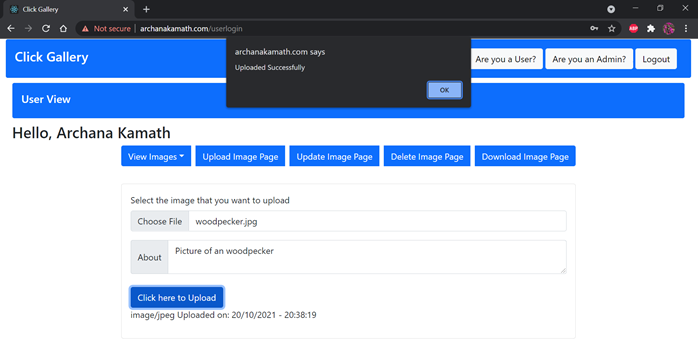 Click Gallery
Not secure | archanakamath.com/userlogin
ABP
archanakamath.com says
Uploaded Successfully
OK
Click Gallery
Are you a User?
Are you an Admin?
Logout
User View
Hello, Archana Kamath
View Images
Upload Image Page
Update Image Page
Delete Image Page
Download Image Page
Select the image that you want to upload
Choose File
woodpecker.jpg
About
Picture of an woodpecker
Click here to Upload
image/jpeg Uploaded on: 20/10/2021 - 20:38:19